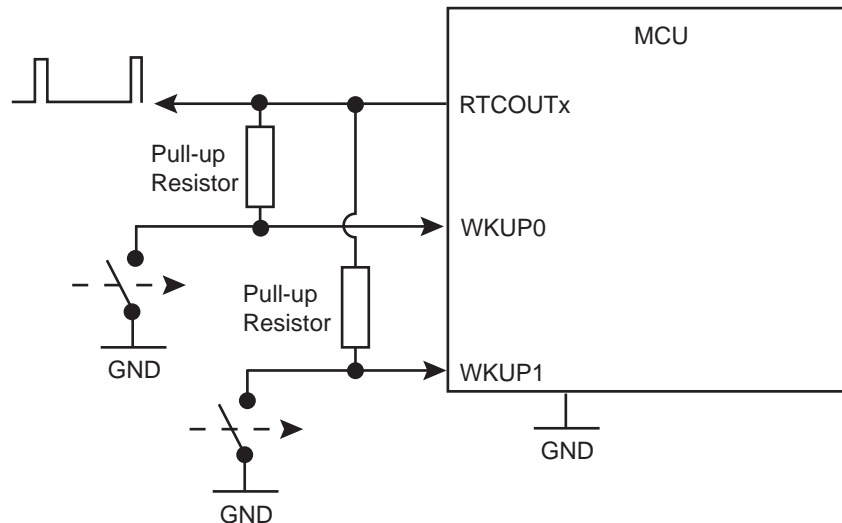 MCU
RTCOUTx
Pull-up
Resistor
WKUP0
Pull-up
Resistor
GND
WKUP1
GND
GND